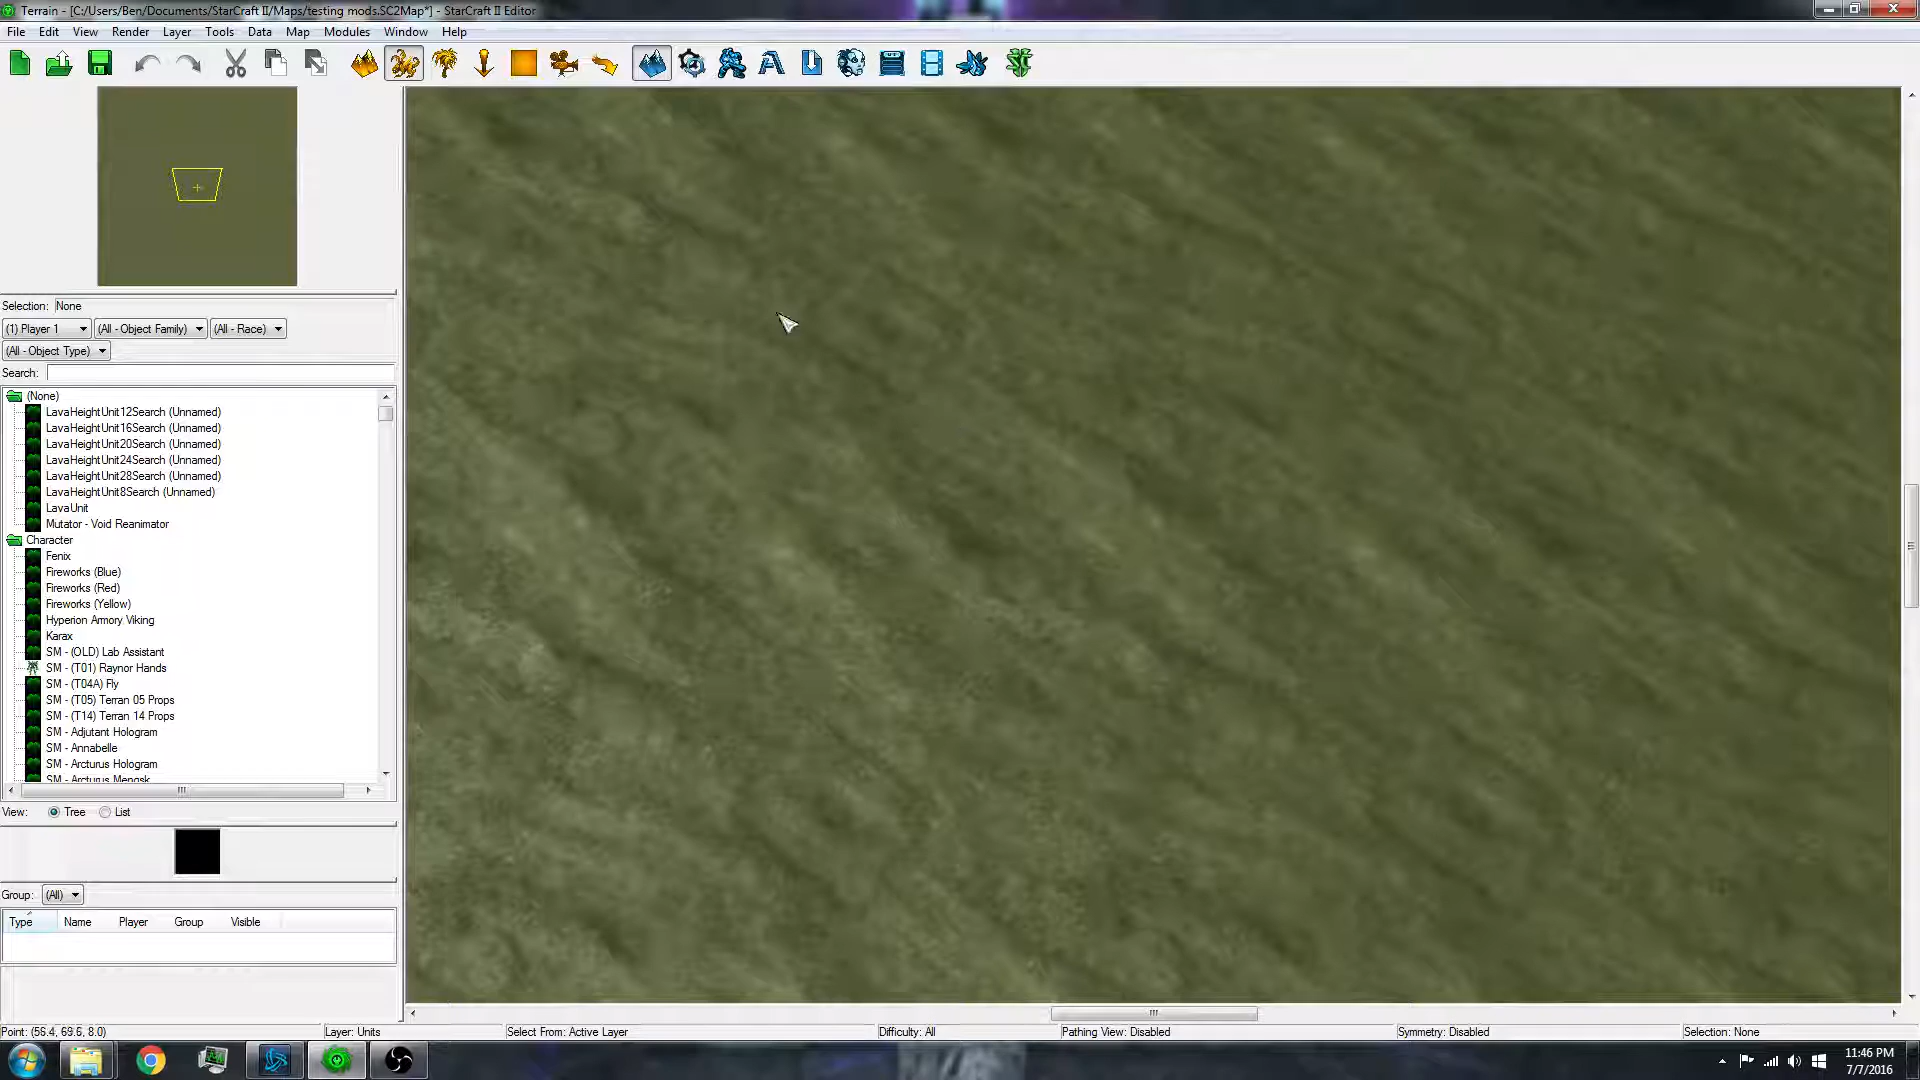 Terrain - [C:/Users/Ben/Documents/StarCraft II/Maps/testing mods.SC2Map*] - StarCraft II Editor
File Edit View Render Layer Tools Data Map Modules Window Help
Selection: None
(1) Player 1 (All - Object Family) (All - Race)
(All - Object Type)
Search:
(None)
LavaHeightUnit12Search (Unnamed)
LavaHeightUnit16Search (Unnamed)
LavaHeightUnit20Search (Unnamed)
LavaHeightUnit24Search (Unnamed)
LavaHeightUnit28Search (Unnamed)
LavaHeightUnit8Search (Unnamed)
LavaUnit
Mutator - Void Reanimator
Character
Fenix
Fireworks (Blue)
Fireworks (Red)
Fireworks (Yellow)
Hyperion Armory Viking
Karax
SM - (OLD) Lab Assistant
SM - (T01) Raynor Hands
SM - (T04A) Fly
SM - (T05) Terran 05 Props
SM - (T14) Terran 14 Props
SM - Adjutant Hologram
SM - Annabelle
SM - Arcturus Hologram
SM - Arcturus Mengsk
View: Tree List
Group: (All)
Type Name Player Group Visible
Point: (56.4, 69.6, 8.0) Layer: Units Select From: Active Layer Difficulty: All Pathing View: Disabled Symmetry: Disabled Selection: None
11:46 PM
7/7/2016